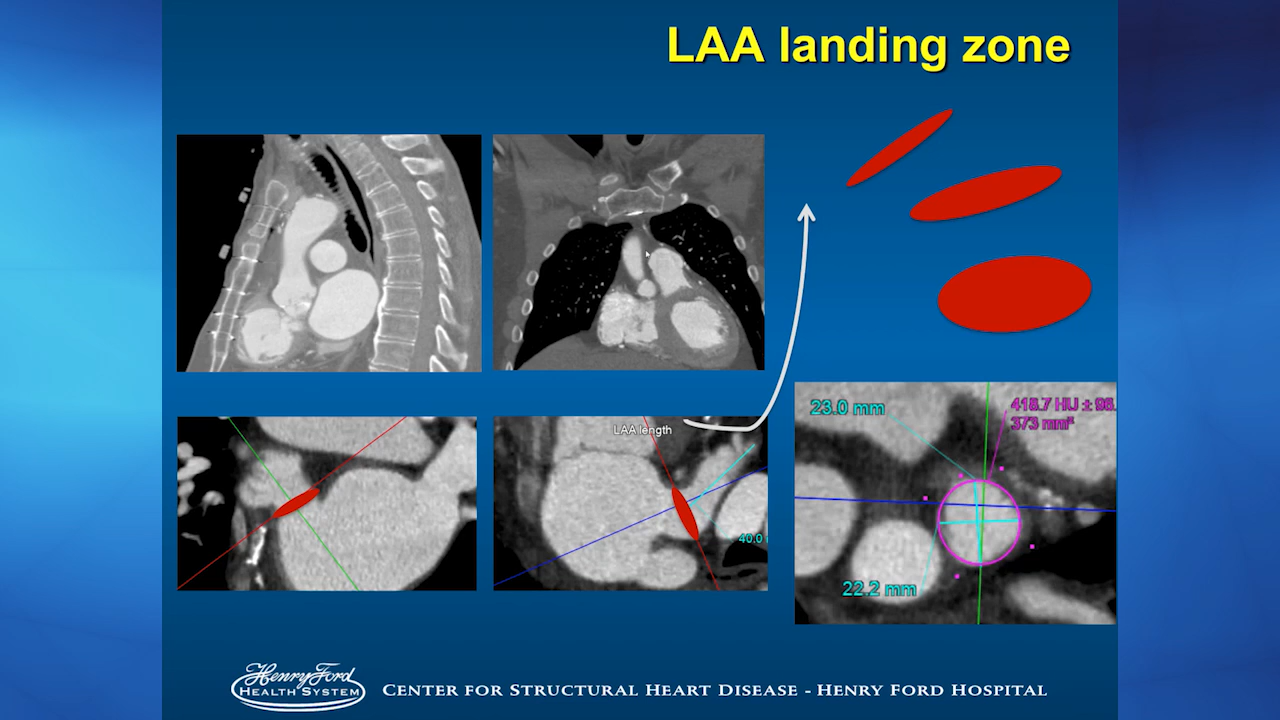 LAA landing zone
LAA length
40.0
23.0 mm
418.7 HU ± 98.
373 mm²
22.2 mm
Henry Ford
HEALTH SYSTEM
CENTER FOR STRUCTURAL HEART DISEASE - HENRY FORD HOSPITAL